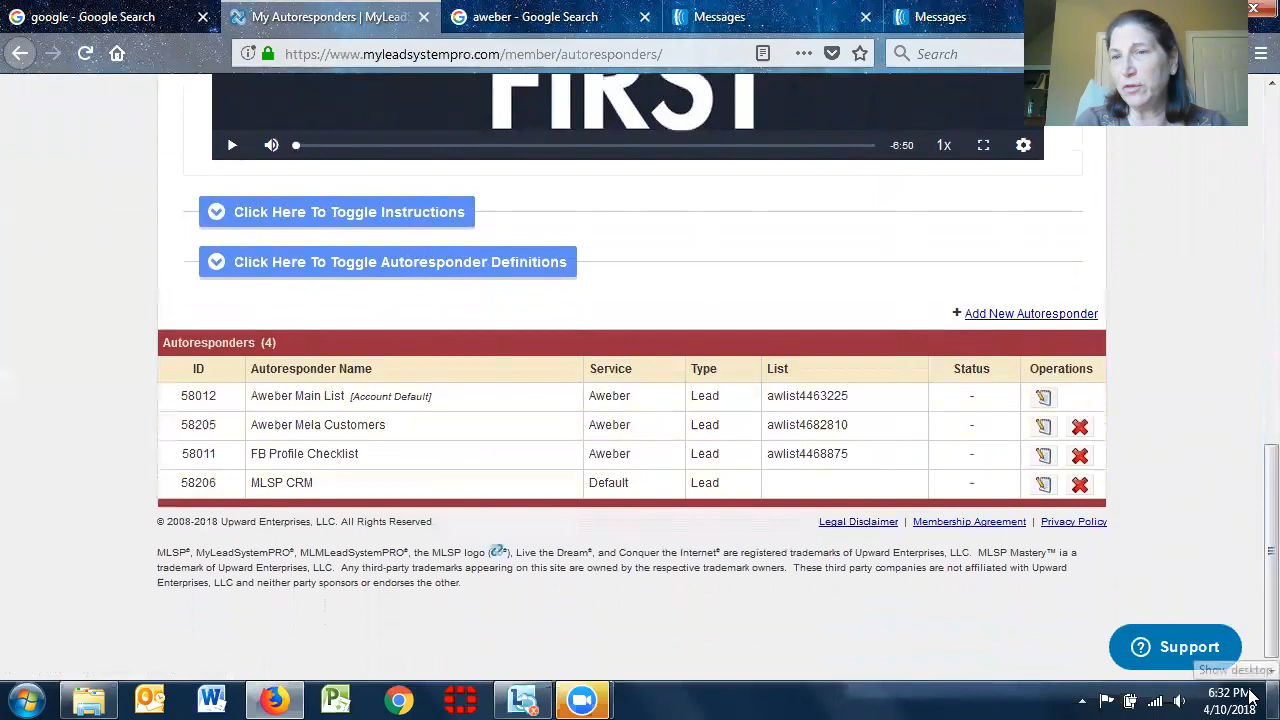 google - Google Search
My Autoresponders | MyLeadS
aweber - Google Search
Messages
Messages
https://www.myleadsystempro.com/member/autoresponders/
Search
FIRST
-6:50
1x
Click Here To Toggle Instructions
Click Here To Toggle Autoresponder Definitions
+ Add New Autoresponder
Autoresponders (4)
ID Autoresponder Name Service Type List Status Operations
58012 Aweber Main List [Account Default] Aweber Lead awlist4463225 -
58205 Aweber Mela Customers Aweber Lead awlist4682810 -
58011 FB Profile Checklist Aweber Lead awlist4468875 -
58206 MLSP CRM Default Lead -
© 2008-2018 Upward Enterprises, LLC. All Rights Reserved.
Legal Disclaimer | Membership Agreement | Privacy Policy
MLSP®, MyLeadSystemPRO®, MLMLeadSystemPRO®, the MLSP logo ( ®), Live the Dream®, and Conquer the Internet® are registered trademarks of Upward Enterprises, LLC. MLSP Mastery™ is a
trademark of Upward Enterprises, LLC. Any third-party trademarks appearing on this site are owned by the respective trademark owners. These third party companies are not affiliated with Upward
Enterprises, LLC and neither party sponsors or endorses the other.
Support
Show desktop
6:32 PM
4/10/2018